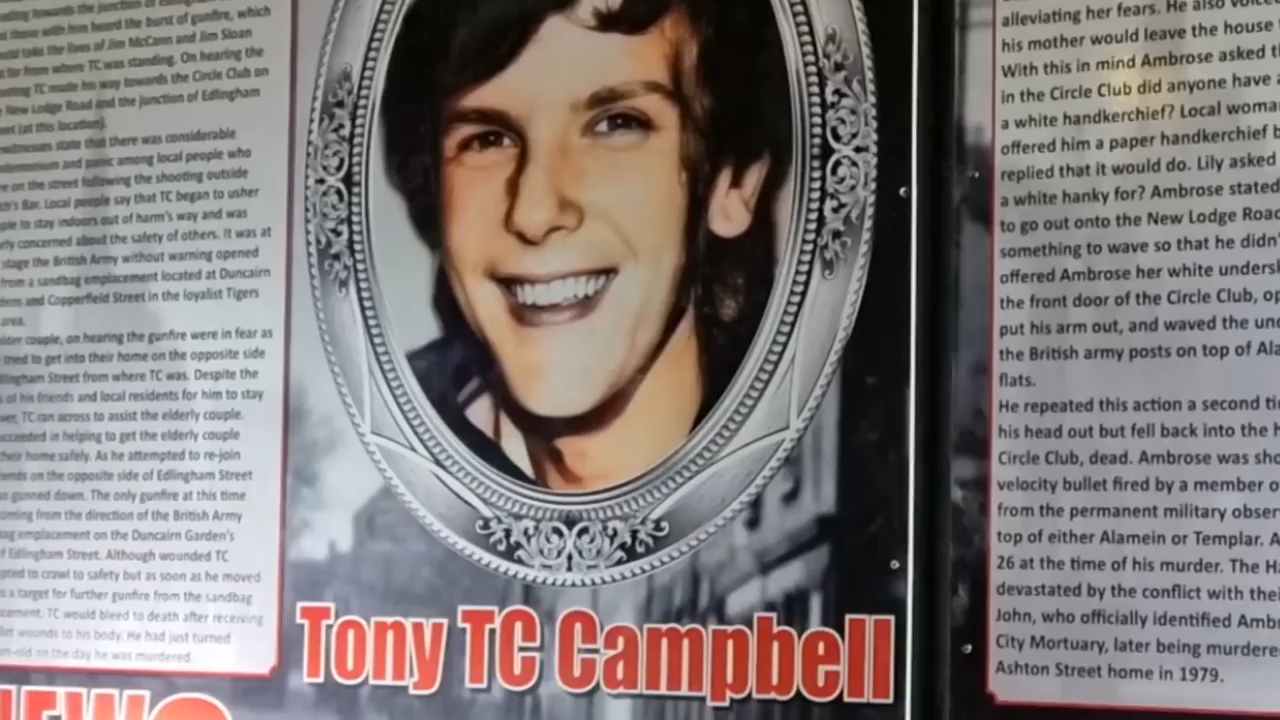 towards the junction of
those with him heard the burst of gunfire, which
take the lives of Jim McCann and Jim Sloan
far from where TC was standing. On hearing the
TC made his way towards the Circle Club on
New Lodge Road and the junction of Edlingham
(at this location).
state that there was considerable
and panic among local people who
on the street following the shooting outside
Bar. Local people say that TC began to usher
to stay indoors out of harm's way and was
concerned about the safety of others. It was at
stage the British Army without warning opened
from a sandbag emplacement located at Duncairn
and Copperfield Street in the loyalist Tigers
area.
couple, on hearing the gunfire were in fear as
tried to get into their home on the opposite side
Street from where TC was. Despite the
of his friends and local residents for him to stay
TC ran across to assist the elderly couple.
in helping to get the elderly couple
their home safely. As he attempted to re-join
on the opposite side of Edlingham Street
gunned down. The only gunfire at this time
from the direction of the British Army
emplacement on the Duncairn Garden's
of Edlingham Street. Although wounded TC
to crawl to safety but as soon as he moved
a target for further gunfire from the sandbag
TC would bleed to death after receiving
wounds to his body. He had just turned
on the day he was murdered.
Tony TC Campbell
alleviating her fears. He also voice
his mother would leave the house
With this in mind Ambrose asked
in the Circle Club did anyone have a
a white handkerchief? Local woma
offered him a paper handkerchief b
replied that it would do. Lily asked
a white hanky for? Ambrose stated
to go out onto the New Lodge Road
something to wave so that he didn'
offered Ambrose her white undersk
the front door of the Circle Club, op
put his arm out, and waved the und
the British army posts on top of Ala
flats.
He repeated this action a second ti
his head out but fell back into the h
Circle Club, dead. Ambrose was sho
velocity bullet fired by a member o
from the permanent military obser
top of either Alamein or Templar. A
26 at the time of his murder. The Ha
devastated by the conflict with thei
John, who officially identified Ambr
City Mortuary, later being murdere
Ashton Street home in 1979.